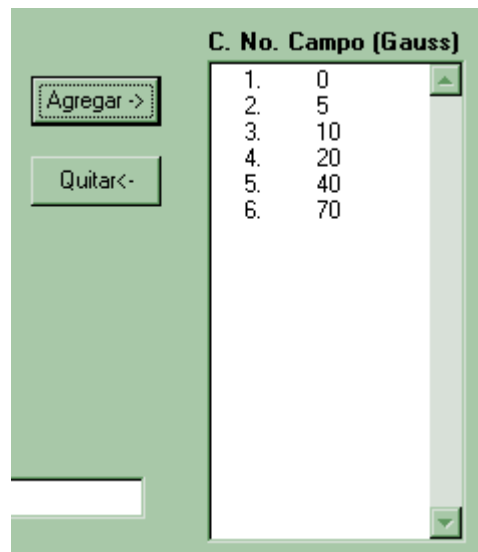 C. No. Campo (Gauss)
Agregar ->
Quitar<-
1. 0
2. 5
3. 10
4. 20
5. 40
6. 70